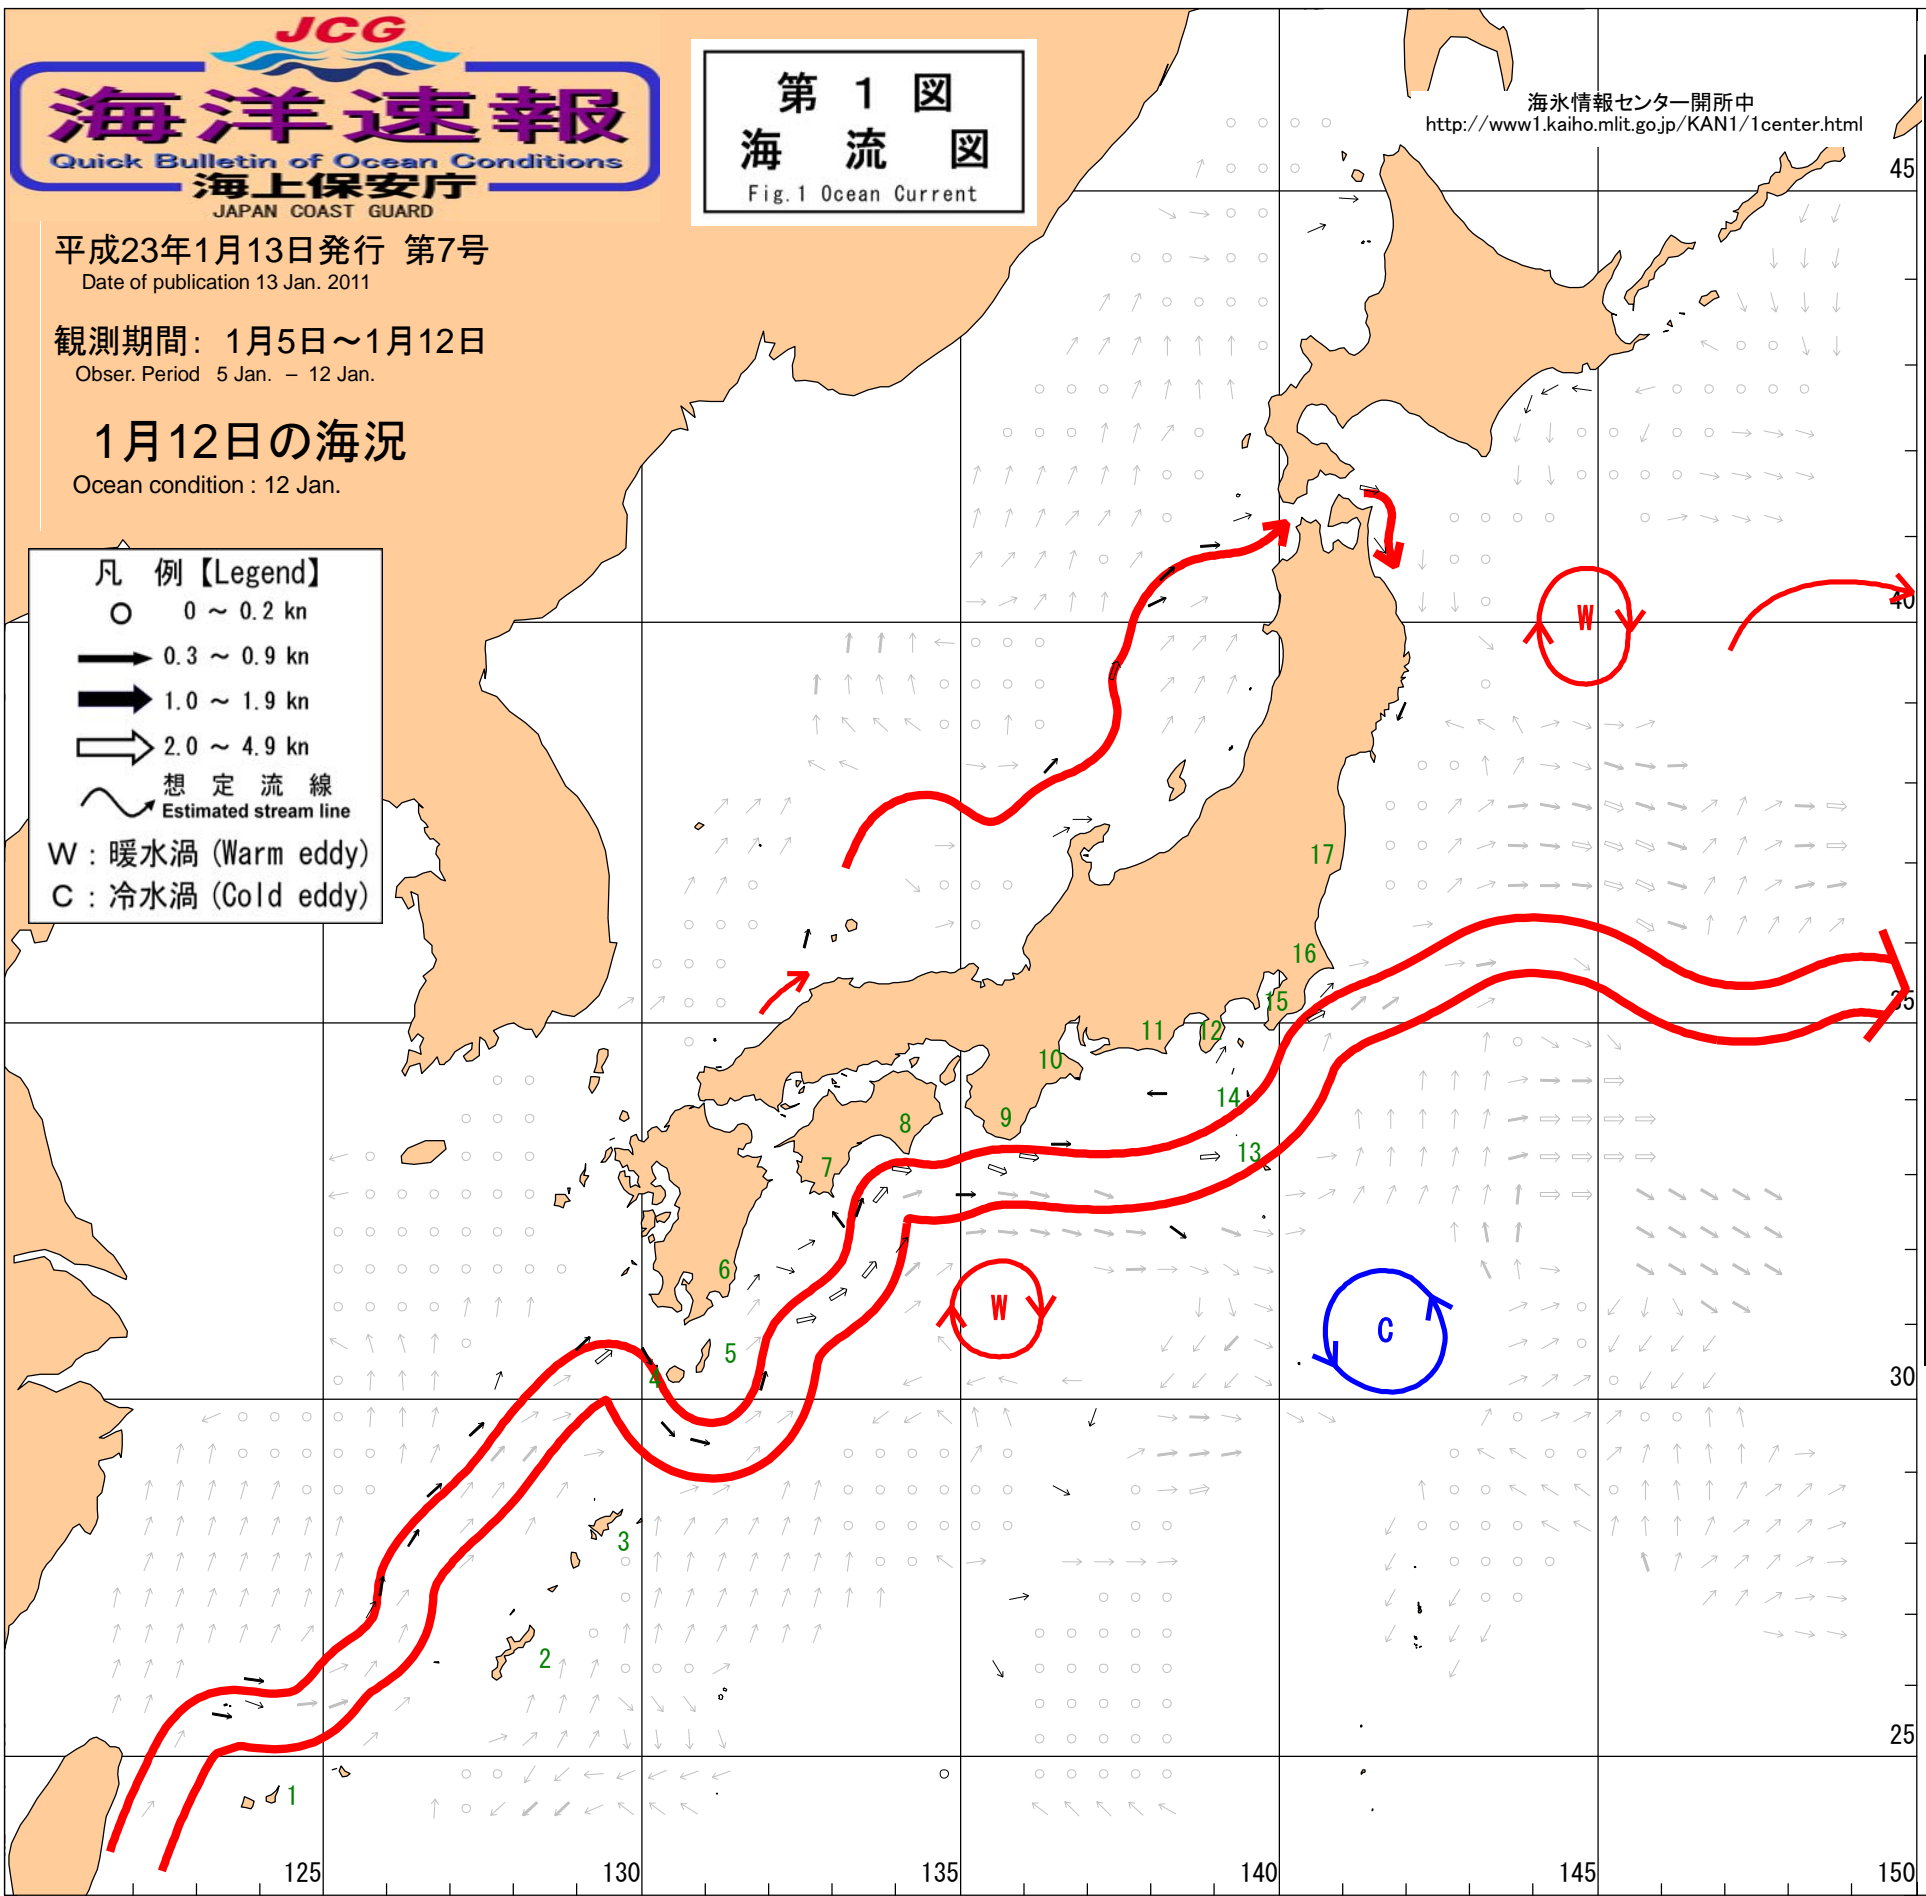 JCG
海洋速報
Quick Bulletin of Ocean Conditions
海上保安庁
JAPAN COAST GUARD
第 1 図
海 流 図
Fig.1 Ocean Current
海氷情報センター開所中
http://www1.kaiho.mlit.go.jp/KAN1/1center.html
平成23年1月13日発行 第7号
Date of publication 13 Jan. 2011
観測期間: 1月5日～1月12日
Obser. Period 5 Jan. – 12 Jan.
1月12日の海況
Ocean condition : 12 Jan.
凡 例【Legend】
0 ～ 0.2 kn
0.3 ～ 0.9 kn
1.0 ～ 1.9 kn
2.0 ～ 4.9 kn
想 定 流 線
Estimated stream line
W : 暖水渦 (Warm eddy)
C : 冷水渦 (Cold eddy)
45
40
W
17
16
35
15
12
11
10
14
9
8
13
7
6
W
C
5
4
30
3
2
25
1
125
130
135
140
145
150